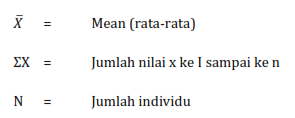 X̄ = Mean (rata-rata)
ΣX = Jumlah nilai x ke I sampai ke n
N = Jumlah individu